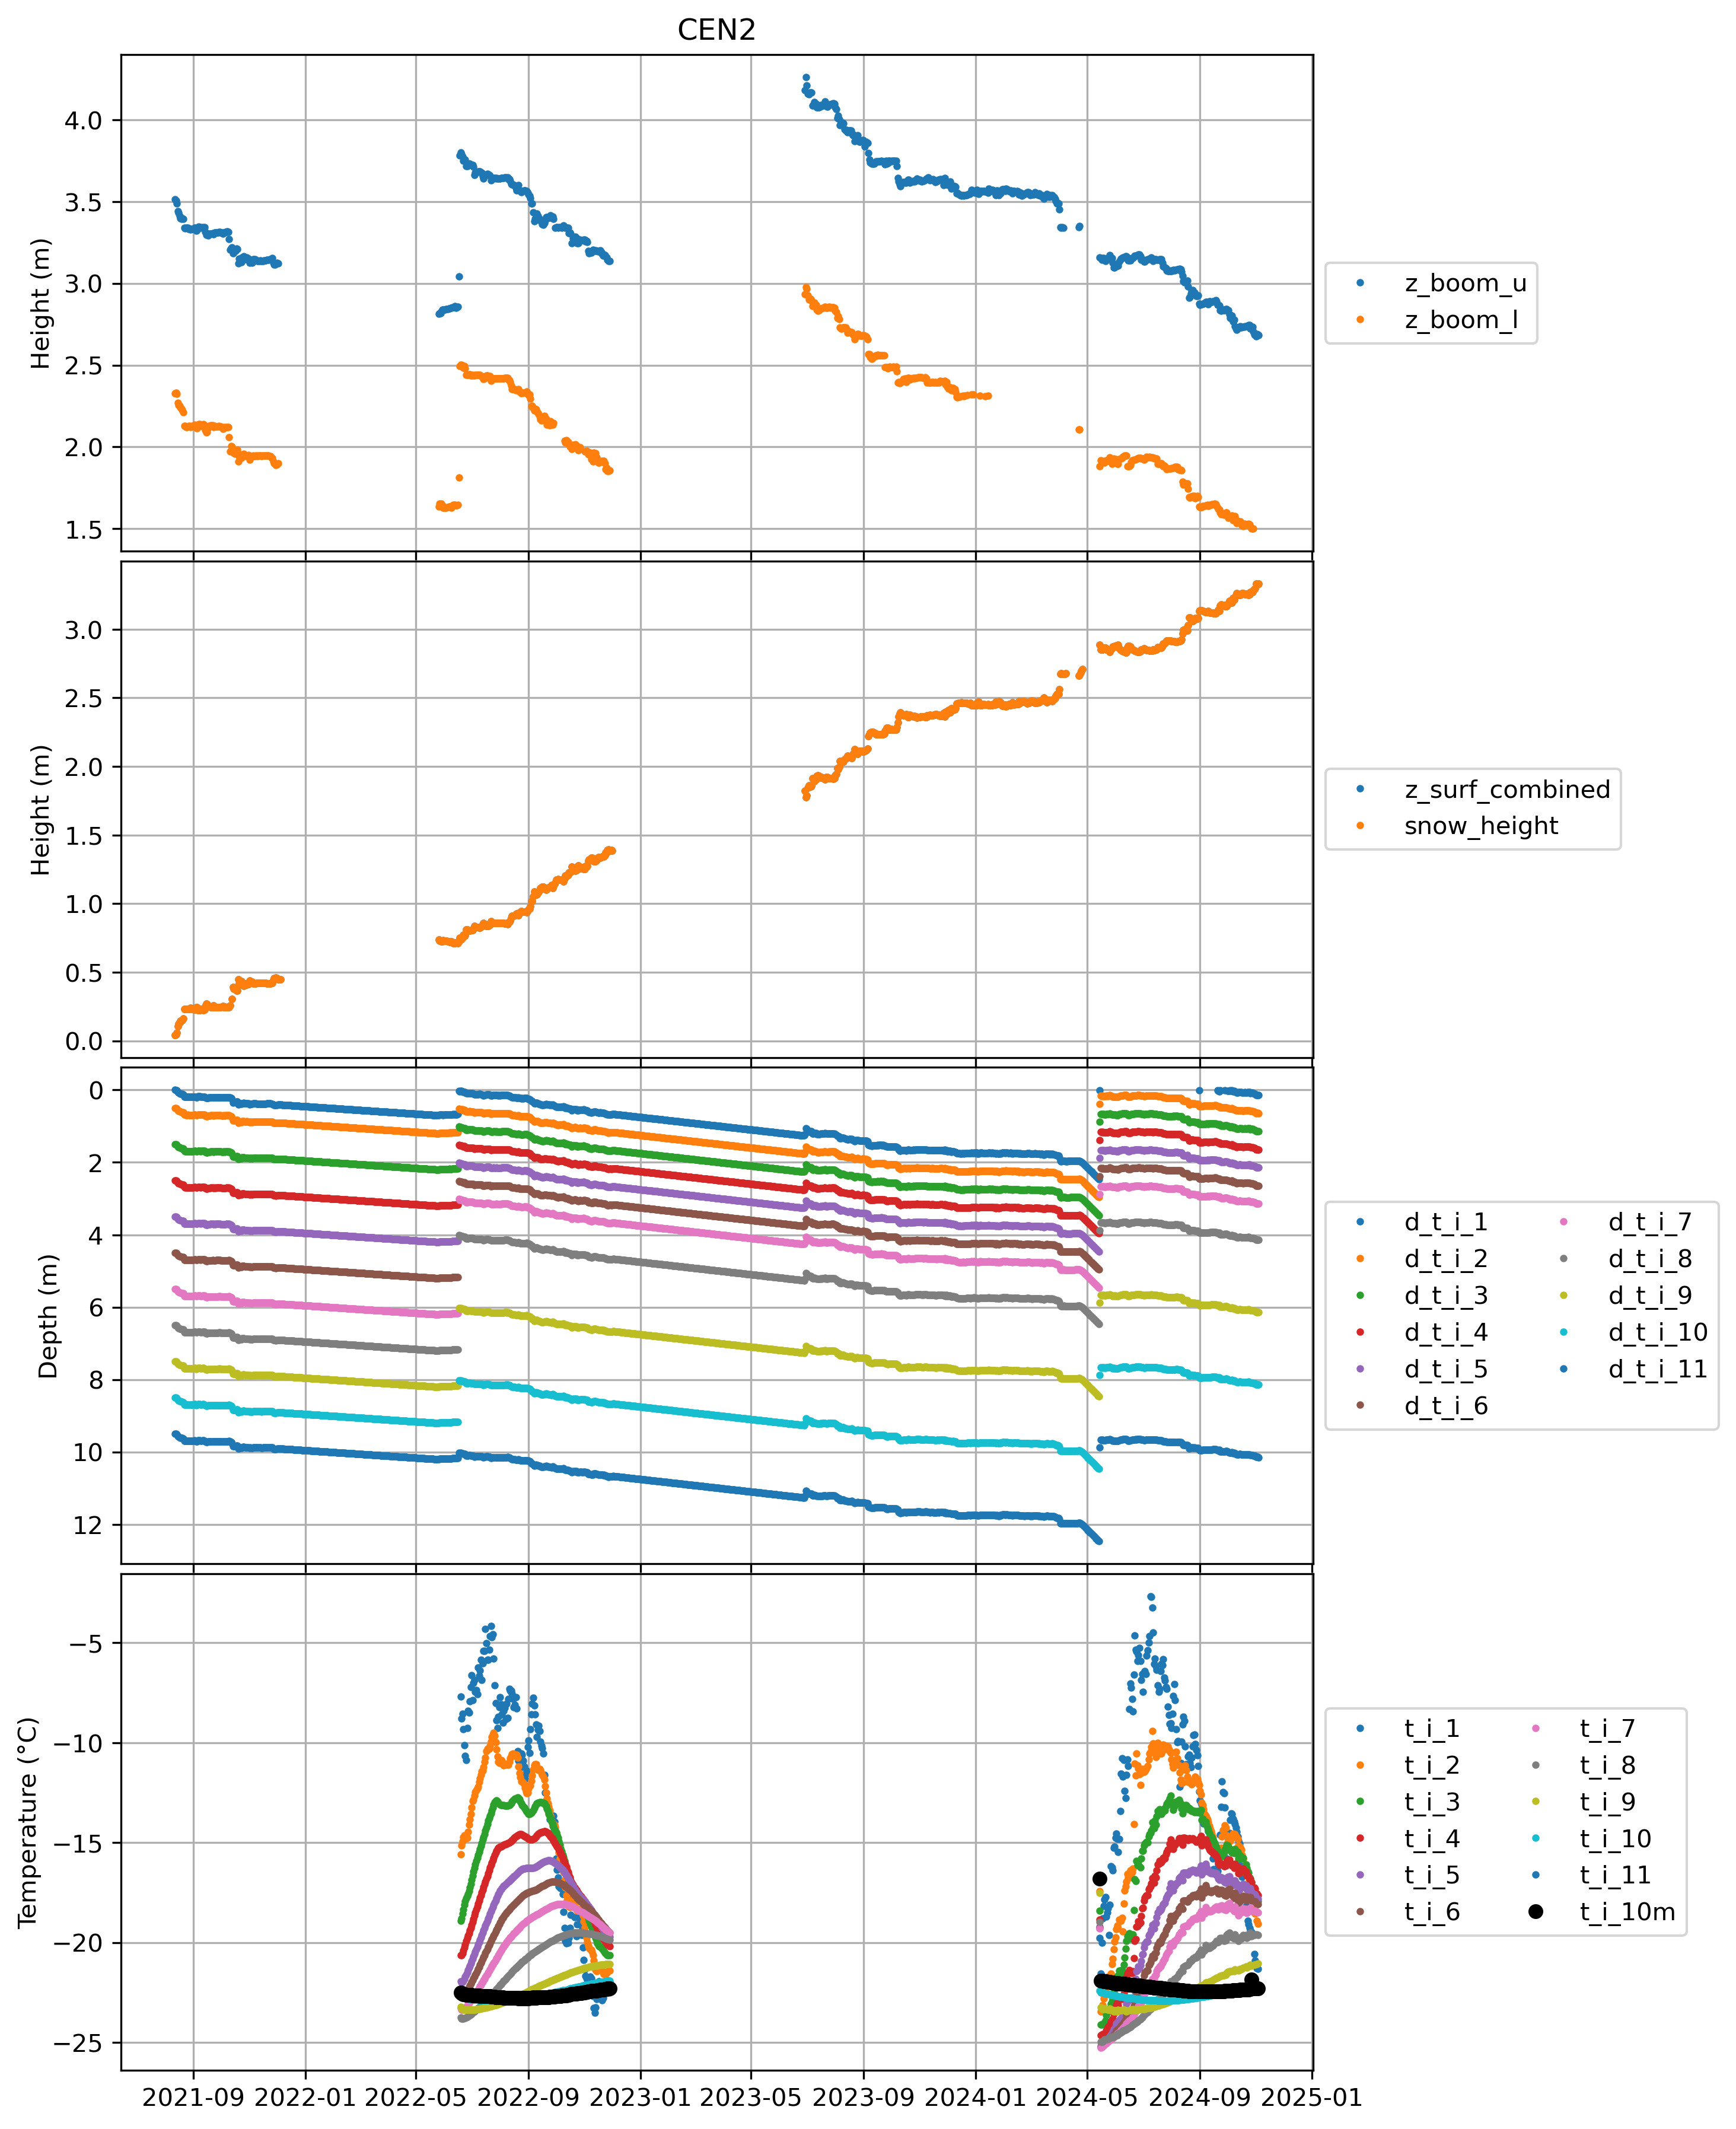 CEN2
Height (m)
4.0
3.5
3.0
2.5
2.0
1.5
z_boom_u
z_boom_l
Height (m)
3.0
2.5
2.0
1.5
1.0
0.5
0.0
z_surf_combined
snow_height
Depth (m)
0
2
4
6
8
10
12
d_t_i_1
d_t_i_2
d_t_i_3
d_t_i_4
d_t_i_5
d_t_i_6
d_t_i_7
d_t_i_8
d_t_i_9
d_t_i_10
d_t_i_11
Temperature (°C)
−5
−10
−15
−20
−25
t_i_1
t_i_2
t_i_3
t_i_4
t_i_5
t_i_6
t_i_7
t_i_8
t_i_9
t_i_10
t_i_11
t_i_10m
2021-09 2022-01 2022-05 2022-09 2023-01 2023-05 2023-09 2024-01 2024-05 2024-09 2025-01